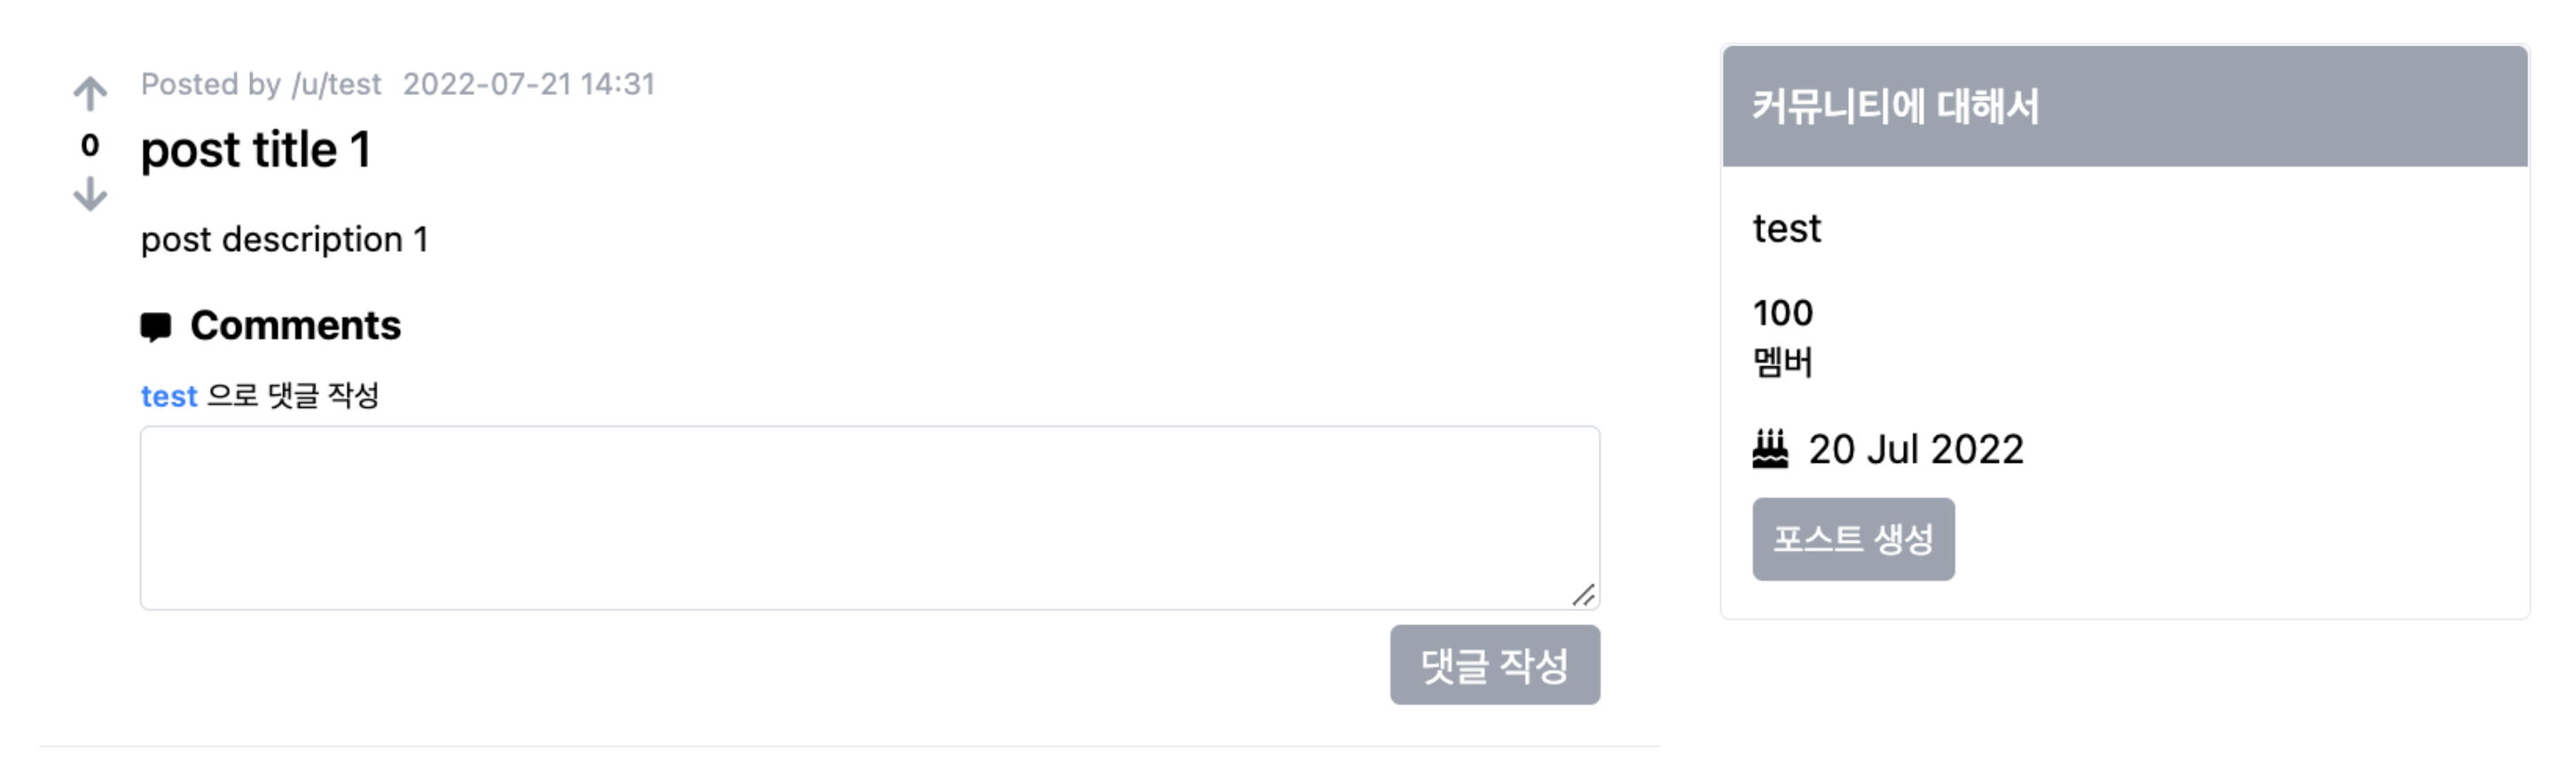 Posted by /u/test 2022-07-21 14:31
0
post title 1
post description 1
Comments
test 으로 댓글 작성
댓글 작성
커뮤니티에 대해서
test
100
멤버
20 Jul 2022
포스트 생성